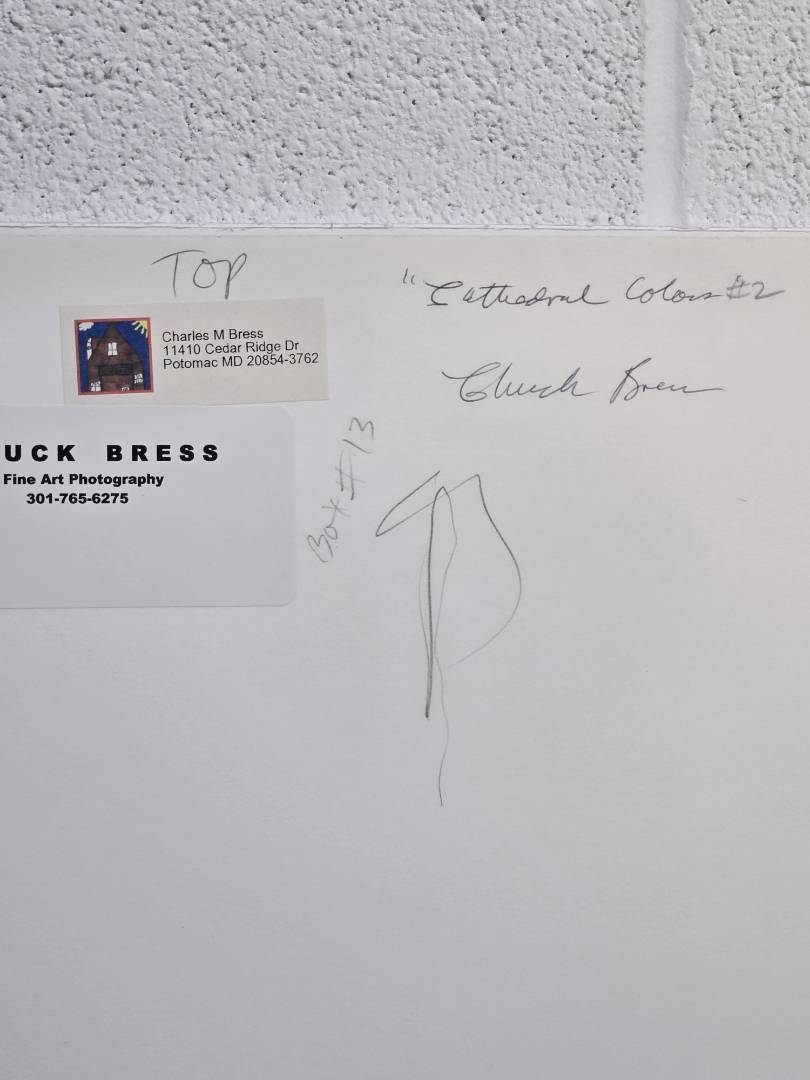 TOP
"Cathedral Colors #2
Charles M Bress
11410 Cedar Ridge Dr
Potomac MD 20854-3762
Chuck Bress
UCK BRESS
Fine Art Photography
301-765-6275
Box #13